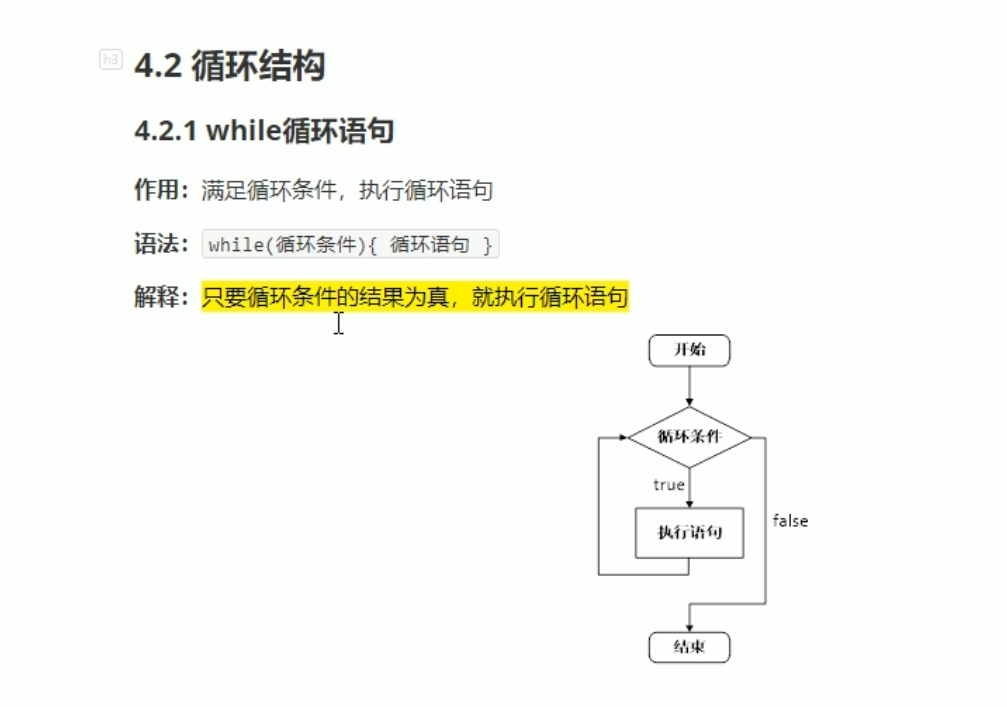 h3
4.2 循环结构
4.2.1 while循环语句
作用：满足循环条件，执行循环语句
语法：while(循环条件){ 循环语句 }
解释：只要循环条件的结果为真，就执行循环语句
开始
循环条件
true
执行语句
false
结束